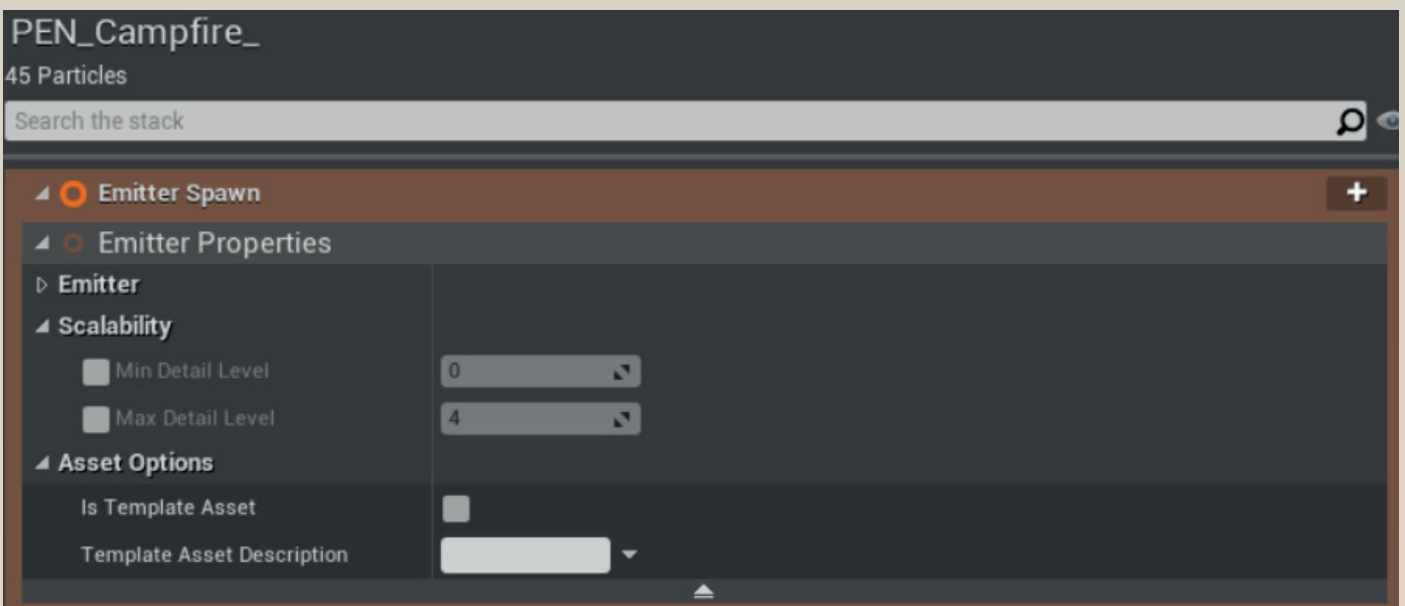 PEN_Campfire_
45 Particles
Search the stack
Emitter Spawn
Emitter Properties
Emitter
Scalability
Min Detail Level 0
Max Detail Level 4
Asset Options
Is Template Asset
Template Asset Description